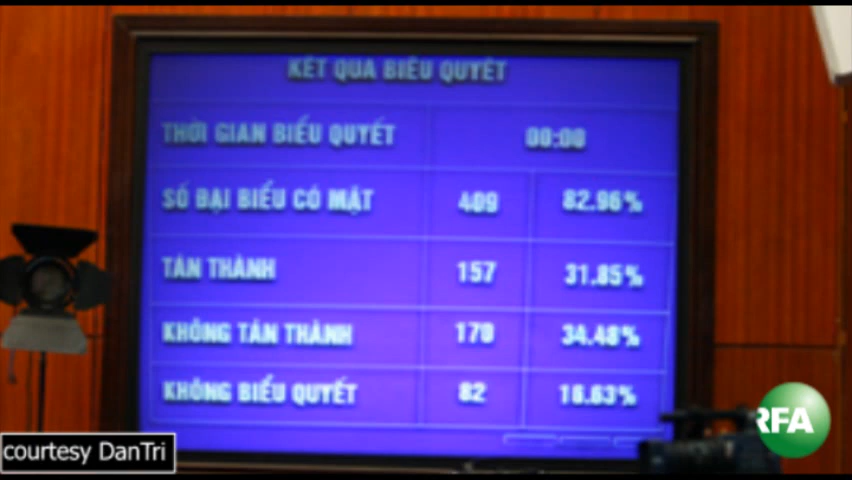 KẾT QUẢ BIỂU QUYẾT
THỜI GIAN BIỂU QUYẾT 00:00
SỐ ĐẠI BIỂU CÓ MẶT 409 82.96%
TÁN THÀNH 157 31.85%
KHÔNG TÁN THÀNH 170 34.48%
KHÔNG BIỂU QUYẾT 82 16.63%
courtesy DanTri
RFA